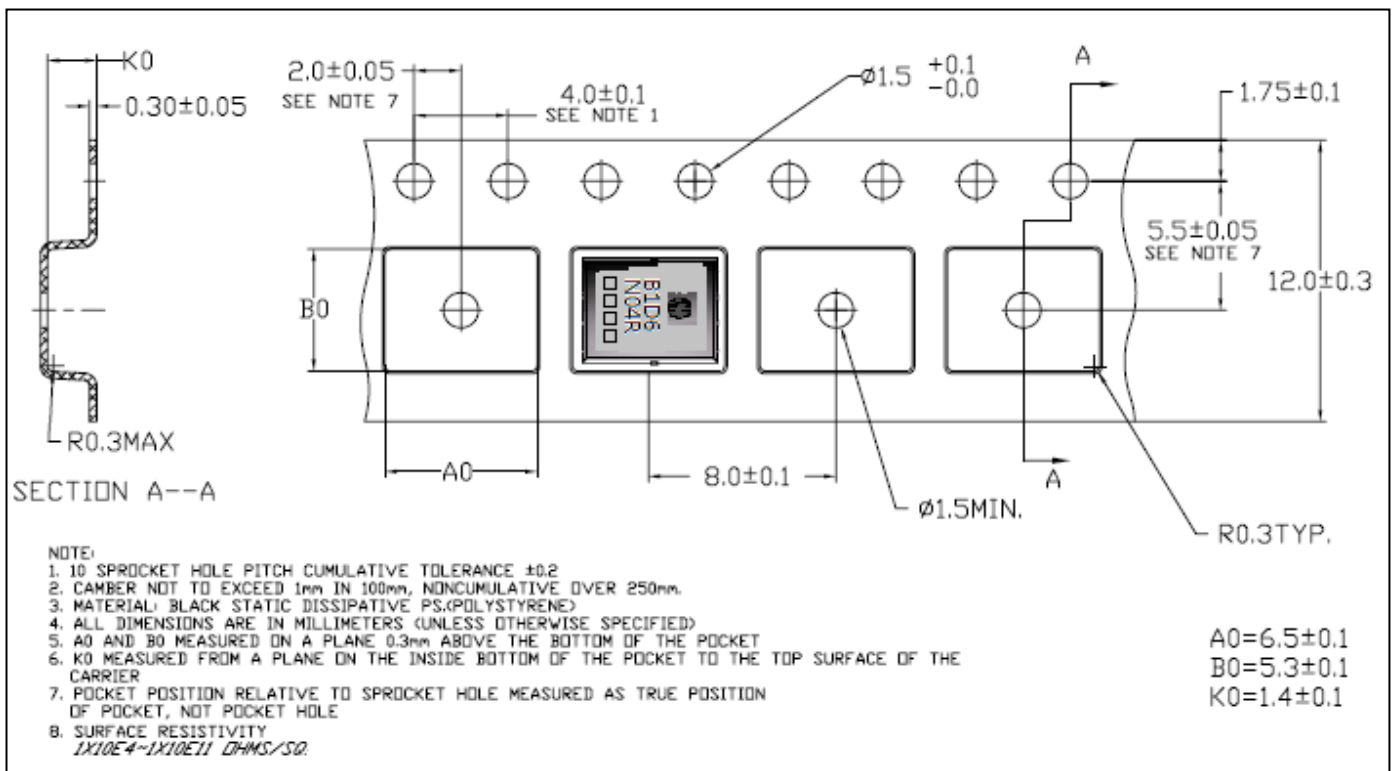 K0
0.30±0.05
2.0±0.05
SEE NOTE 7
4.0±0.1
SEE NOTE 1
Ø1.5 +0.1
-0.0
A
1.75±0.1
5.5±0.05
SEE NOTE 7
12.0±0.3
B0
B1D6
N04R
R0.3MAX
A0
8.0±0.1
A
Ø1.5MIN.
R0.3TYP.
SECTION A--A
NOTE:
1. 10 SPROCKET HOLE PITCH CUMULATIVE TOLERANCE ±0.2
2. CAMBER NOT TO EXCEED 1mm IN 100mm, NONCUMULATIVE OVER 250mm.
3. MATERIAL: BLACK STATIC DISSIPATIVE PS.(POLYSTYRENE)
4. ALL DIMENSIONS ARE IN MILLIMETERS (UNLESS OTHERWISE SPECIFIED)
5. A0 AND B0 MEASURED ON A PLANE 0.3mm ABOVE THE BOTTOM OF THE POCKET
6. K0 MEASURED FROM A PLANE ON THE INSIDE BOTTOM OF THE POCKET TO THE TOP SURFACE OF THE
CARRIER
7. POCKET POSITION RELATIVE TO SPROCKET HOLE MEASURED AS TRUE POSITION
OF POCKET, NOT POCKET HOLE
8. SURFACE RESISTIVITY
1X10E4~1X10E11 OHMS/SQ.
A0=6.5±0.1
B0=5.3±0.1
K0=1.4±0.1